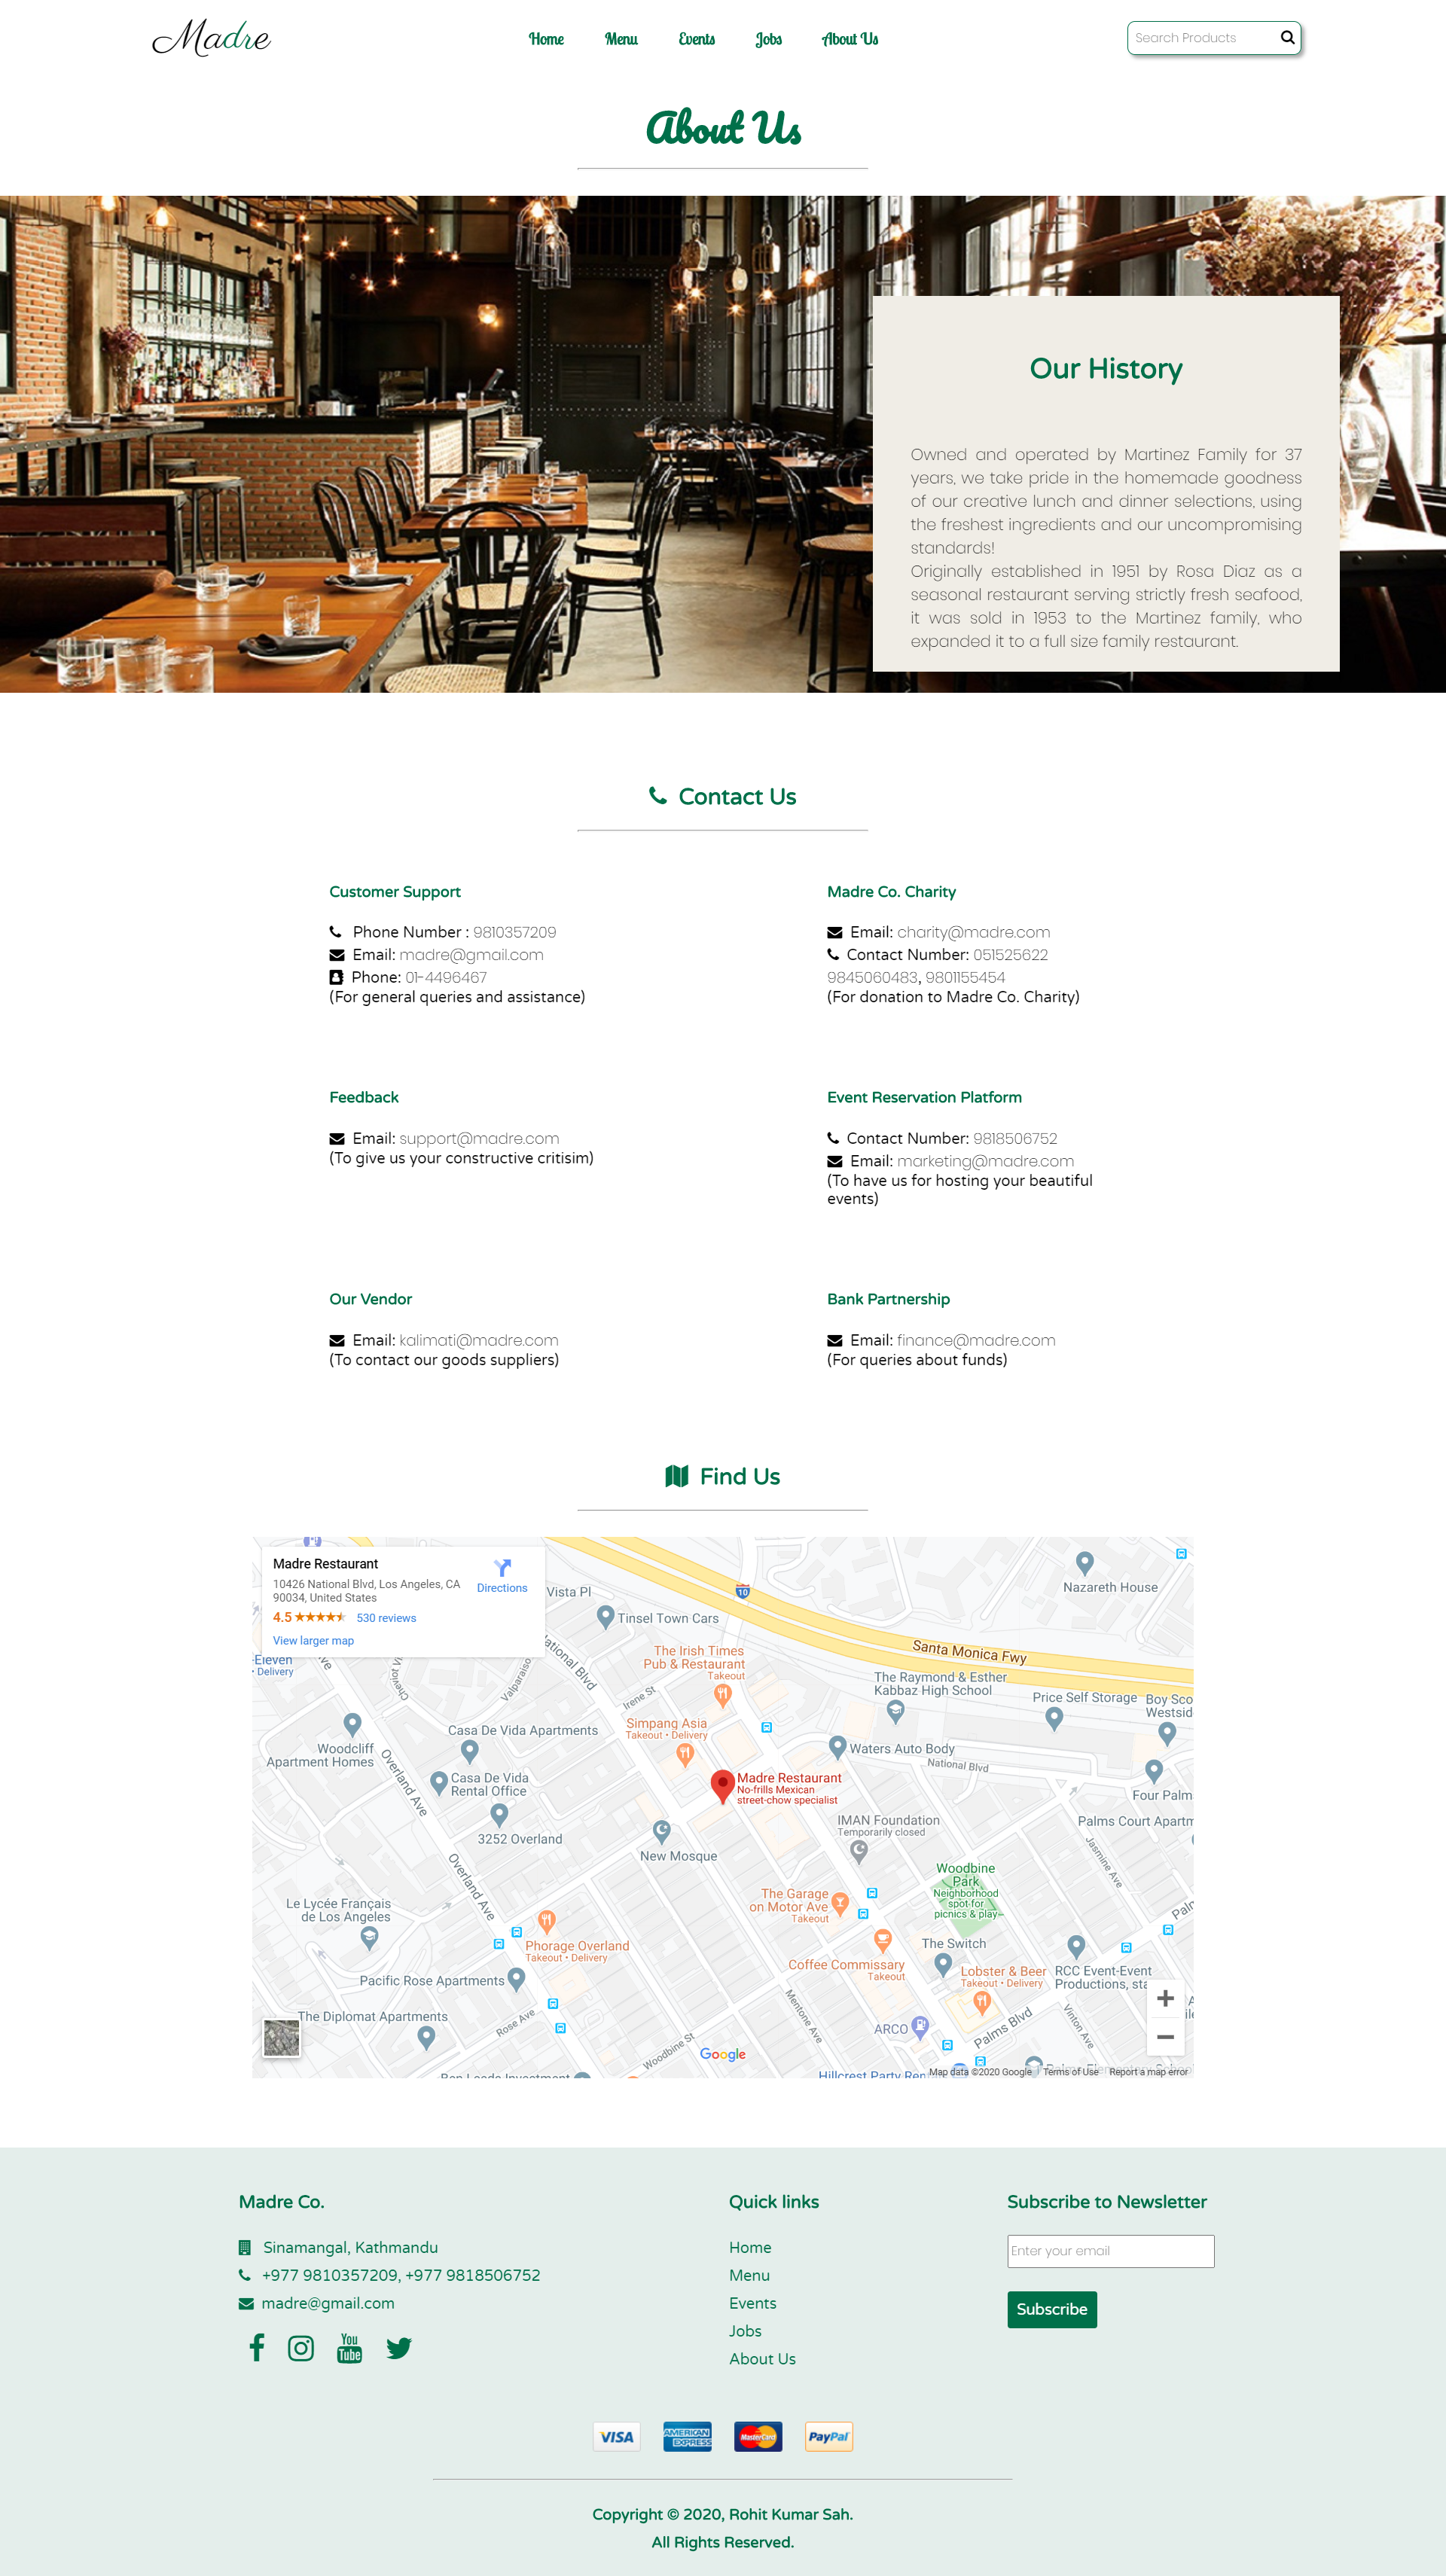 Madre
Home Menu Events Jobs About Us
Search Products
About Us
Our History
Owned and operated by Martinez Family for 37
years, we take pride in the homemade goodness
of our creative lunch and dinner selections, using
the freshest ingredients and our uncompromising
standards!
Originally established in 1951 by Rosa Diaz as a
seasonal restaurant serving strictly fresh seafood,
it was sold in 1953 to the Martinez family, who
expanded it to a full size family restaurant.
Contact Us
Customer Support
Phone Number : 9810357209
Email: madre@gmail.com
Phone: 01-4496467
(For general queries and assistance)
Madre Co. Charity
Email: charity@madre.com
Contact Number: 051525622
9845060483, 9801155454
(For donation to Madre Co. Charity)
Feedback
Email: support@madre.com
(To give us your constructive critisim)
Event Reservation Platform
Contact Number: 9818506752
Email: marketing@madre.com
(To have us for hosting your beautiful
events)
Our Vendor
Email: kalimati@madre.com
(To contact our goods suppliers)
Bank Partnership
Email: finance@madre.com
(For queries about funds)
Find Us
Madre Restaurant
10426 National Blvd, Los Angeles, CA
90034, United States
4.5 530 reviews
View larger map
Directions
Vista Pl
10
Nazareth House
Tinsel Town Cars
Santa Monica Fwy
-Eleven
• Delivery
Ave
Cheviot Vista
Valparaiso
National Blvd
The Irish Times
Pub & Restaurant
Takeout
Irene St
The Raymond & Esther
Kabbaz High School
Price Self Storage
Boy Sco
Westsid
Simpang Asia
Takeout • Delivery
Casa De Vida Apartments
Woodcliff
Apartment Homes
Overland Ave
Waters Auto Body
National Blvd
Casa De Vida
Rental Office
Madre Restaurant
No-frills Mexican
street-chow specialist
Four Palm
3252 Overland
IMAN Foundation
Temporarily closed
Palms Court Apartm
New Mosque
Jasmine Ave
Overland Ave
Woodbine
Park
Neighborhood
spot for
picnics & play
The Garage
on Motor Ave
Takeout
Le Lycée Français
de Los Angeles
Palm
Phorage Overland
Takeout • Delivery
The Switch
Coffee Commissary
Takeout
Lobster & Beer
Takeout • Delivery
RCC Event-Event
Productions, sta
Pacific Rose Apartments
The Diplomat Apartments
Rose Ave
Mentone Ave
ARCO
Palms Blvd
Vinton Ave
Woodbine St
Google
Hillcrest Party Ren
Map data ©2020 Google Terms of Use Report a map error
Madre Co.
Sinamangal, Kathmandu
+977 9810357209, +977 9818506752
madre@gmail.com
You
Tube
Quick links
Home
Menu
Events
Jobs
About Us
Subscribe to Newsletter
Enter your email
Subscribe
VISA AMERICAN EXPRESS MasterCard PayPal
Copyright © 2020, Rohit Kumar Sah.
All Rights Reserved.